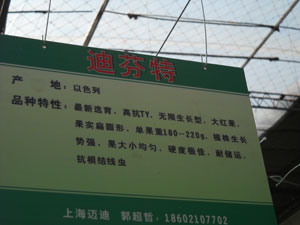 迪芬特
产 地：以色列
品种特性：最新选育，高抗TY，无限生长型，大红果，
果实扁圆形，单果重180-220g，植株生长
势强，果大小均匀，硬度极佳，耐储运，
抗根结线虫
上海迈迪 郭超哲：18602107702